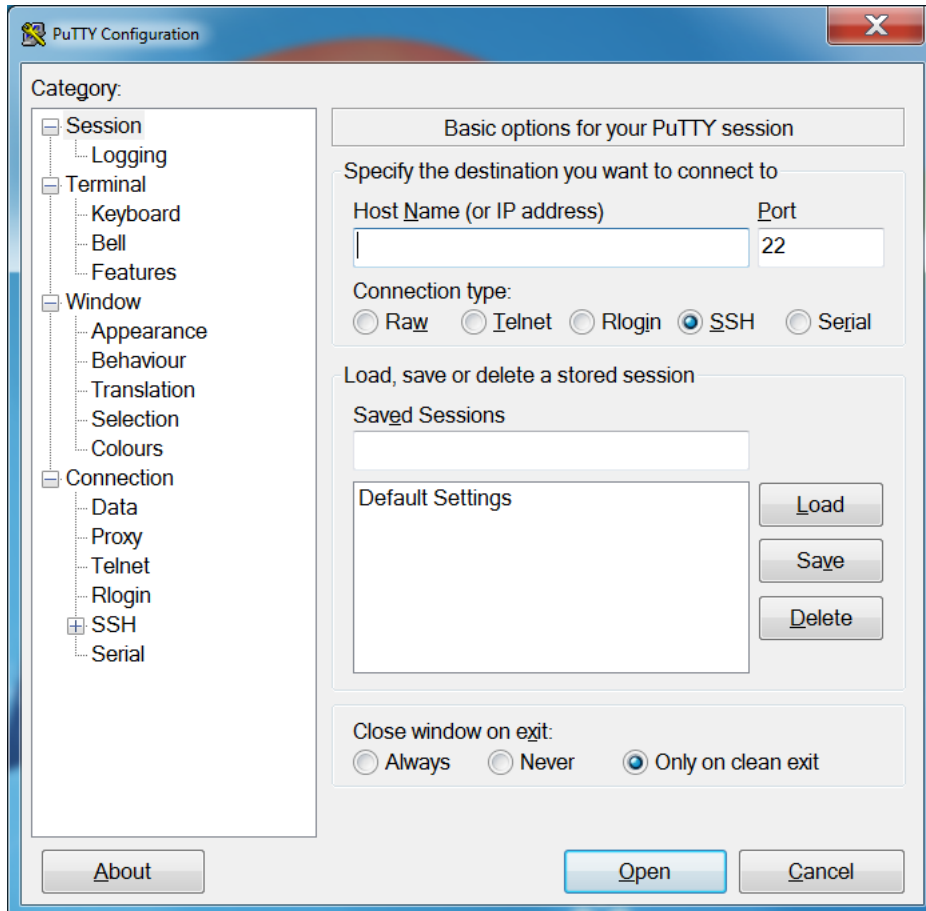 PuTTY Configuration
Category:
Session
Logging
Terminal
Keyboard
Bell
Features
Window
Appearance
Behaviour
Translation
Selection
Colours
Connection
Data
Proxy
Telnet
Rlogin
SSH
Serial
Basic options for your PuTTY session
Specify the destination you want to connect to
Host Name (or IP address) Port
22
Connection type:
Raw Telnet Rlogin SSH Serial
Load, save or delete a stored session
Saved Sessions
Default Settings
Load
Save
Delete
Close window on exit:
Always Never Only on clean exit
About Open Cancel